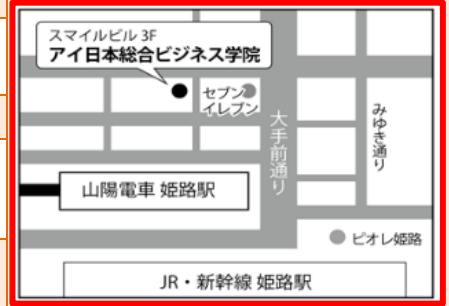 スマイルビル 3F
アイ日本総合ビジネス学院
セブン
イレブン
大手前通り
みゆき通り
山陽電車 姫路駅
ピオレ姫路
JR・新幹線 姫路駅